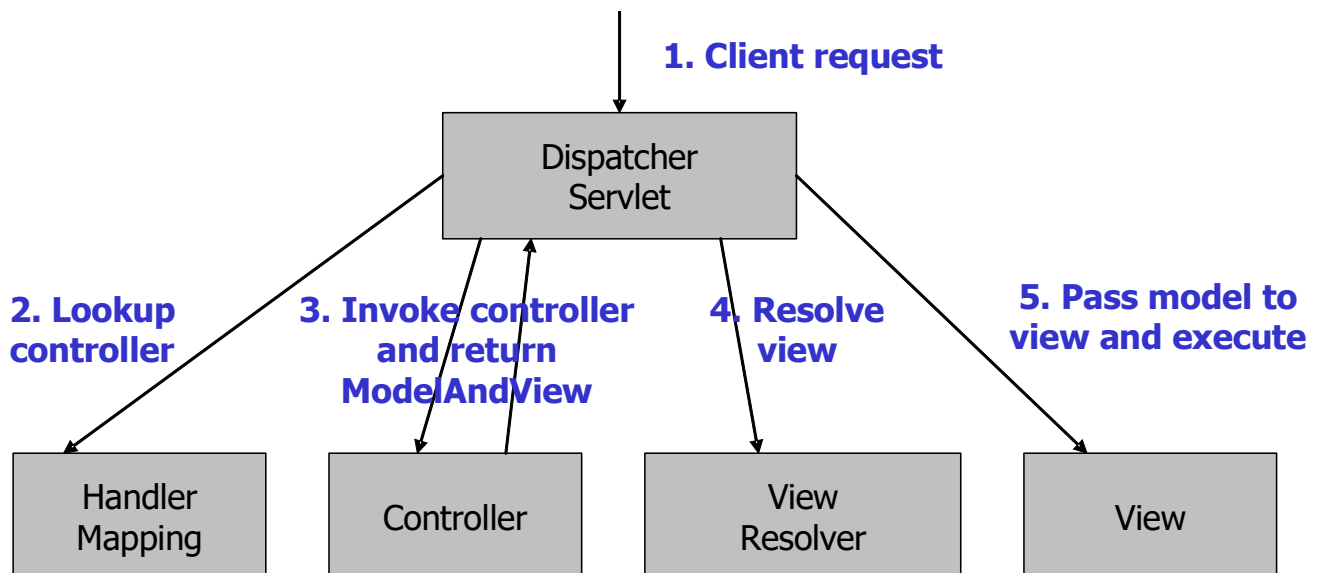 1. Client request
Dispatcher
Servlet
2. Lookup
controller
3. Invoke controller
and return
ModelAndView
4. Resolve
view
5. Pass model to
view and execute
Handler
Mapping
Controller
View
Resolver
View